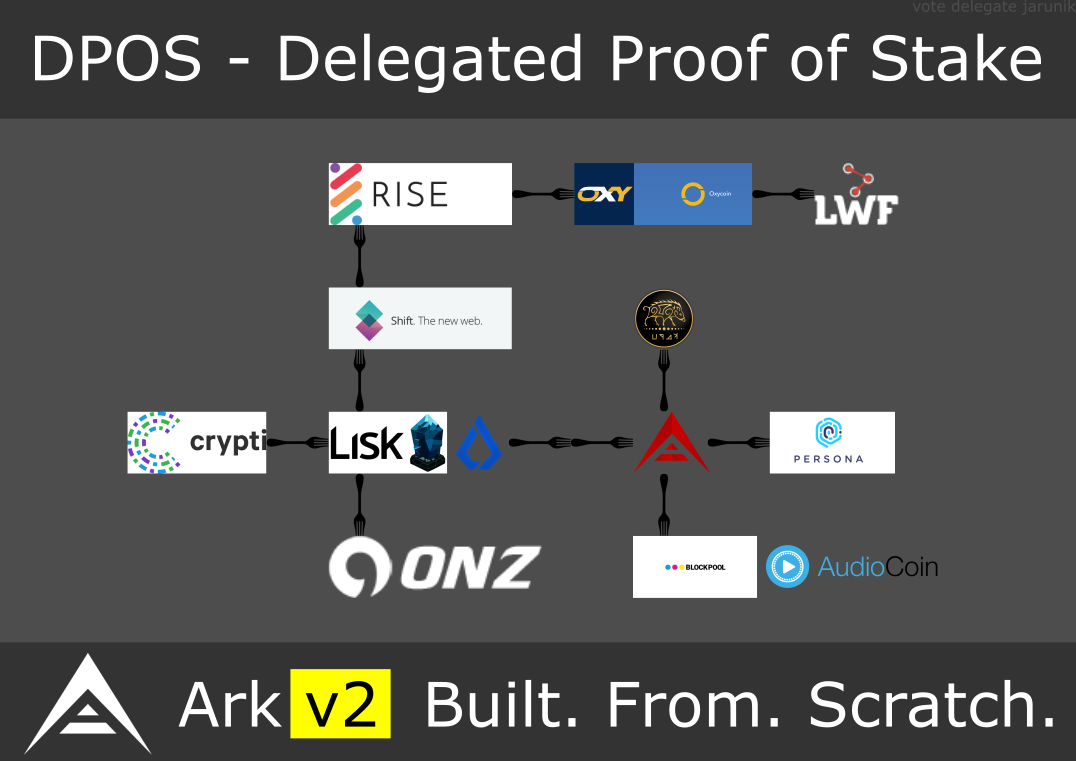 vote delegate jarunik
DPOS - Delegated Proof of Stake
RISE
OXY
Oxycoin
LWF
Shift. The new web.
crypti
Lisk
PERSONA
ONZ
BLOCKPOOL
AudioCoin
Ark v2 Built. From. Scratch.